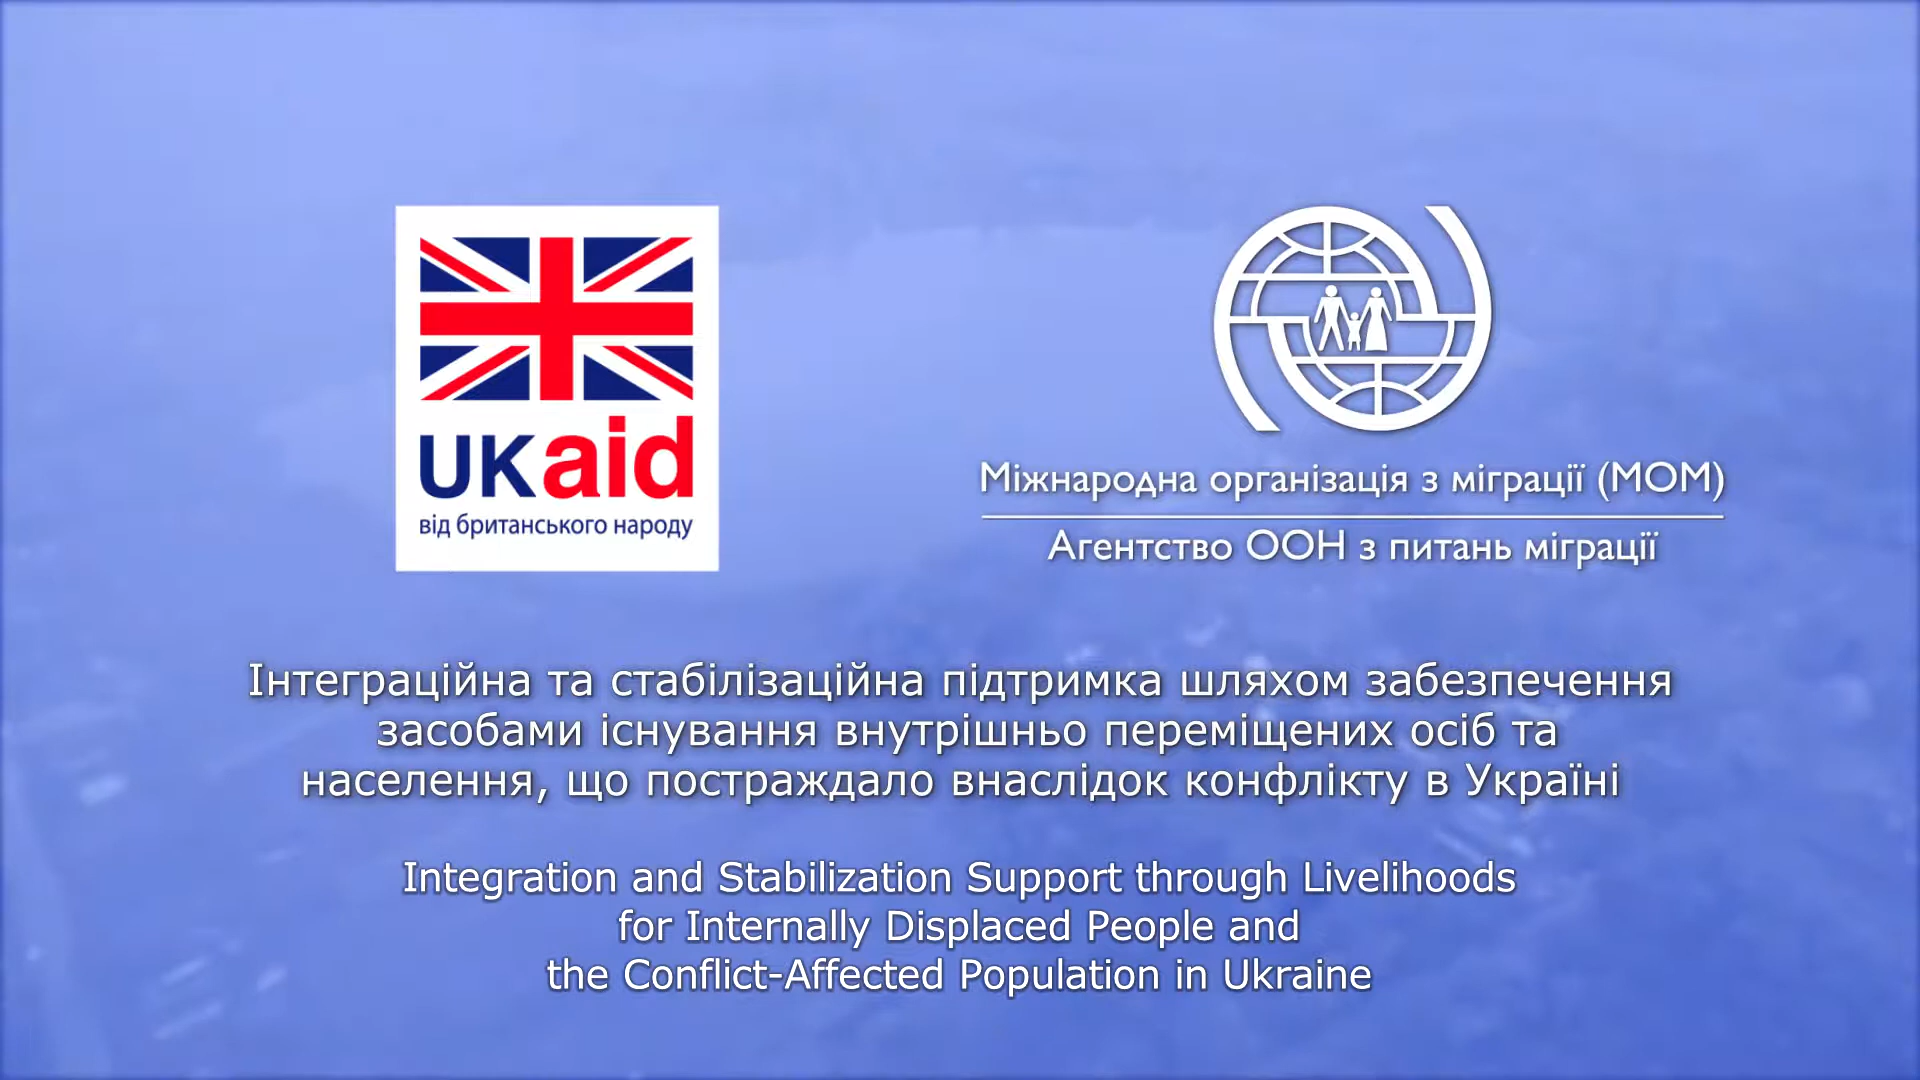 UKaid
від британського народу
Міжнародна організація з міграції (МОМ)
Агентство ООН з питань міграції
Інтеграційна та стабілізаційна підтримка шляхом забезпечення
засобами існування внутрішньо переміщених осіб та
населення, що постраждало внаслідок конфлікту в Україні
Integration and Stabilization Support through Livelihoods
for Internally Displaced People and
the Conflict-Affected Population in Ukraine